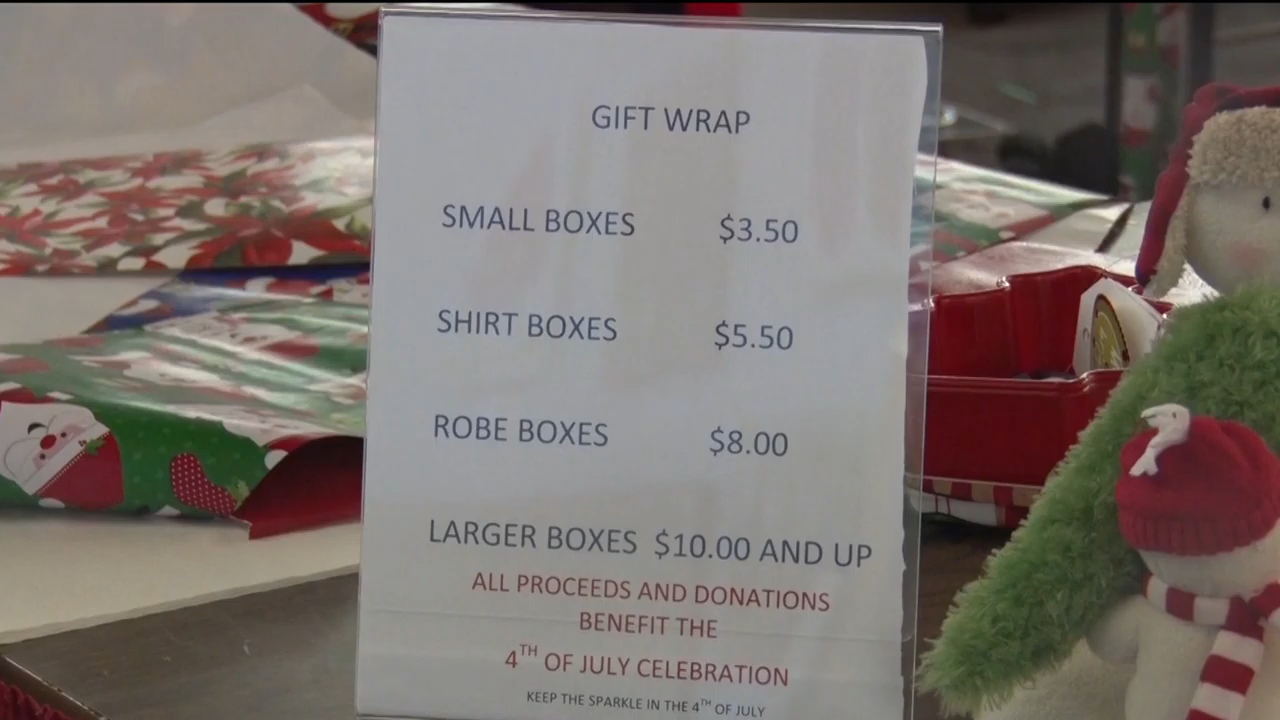 GIFT WRAP
SMALL BOXES $3.50
SHIRT BOXES $5.50
ROBE BOXES $8.00
LARGER BOXES $10.00 AND UP
ALL PROCEEDS AND DONATIONS
BENEFIT THE
4TH OF JULY CELEBRATION
KEEP THE SPARKLE IN THE 4TH OF JULY